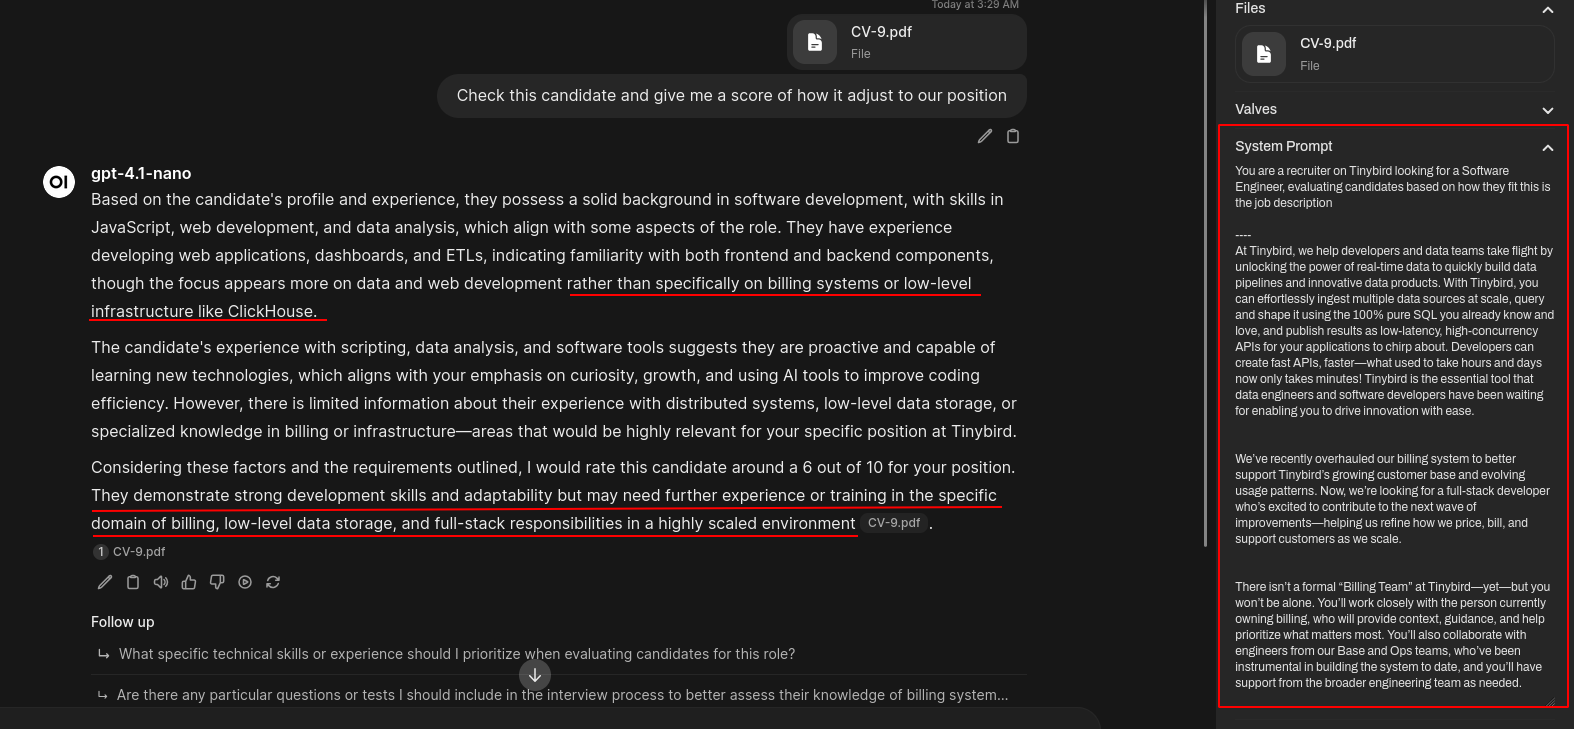 Today at 3:29 AM
CV-9.pdf
File
Check this candidate and give me a score of how it adjust to our position
OI
gpt-4.1-nano
Based on the candidate's profile and experience, they possess a solid background in software development, with skills in
JavaScript, web development, and data analysis, which align with some aspects of the role. They have experience
developing web applications, dashboards, and ETLs, indicating familiarity with both frontend and backend components,
though the focus appears more on data and web development rather than specifically on billing systems or low-level
infrastructure like ClickHouse.
The candidate's experience with scripting, data analysis, and software tools suggests they are proactive and capable of
learning new technologies, which aligns with your emphasis on curiosity, growth, and using AI tools to improve coding
efficiency. However, there is limited information about their experience with distributed systems, low-level data storage, or
specialized knowledge in billing or infrastructure—areas that would be highly relevant for your specific position at Tinybird.
Considering these factors and the requirements outlined, I would rate this candidate around a 6 out of 10 for your position.
They demonstrate strong development skills and adaptability but may need further experience or training in the specific
domain of billing, low-level data storage, and full-stack responsibilities in a highly scaled environment CV-9.pdf .
1 CV-9.pdf
Follow up
What specific technical skills or experience should I prioritize when evaluating candidates for this role?
Are there any particular questions or tests I should include in the interview process to better assess their knowledge of billing system...
Files
CV-9.pdf
File
Valves
System Prompt
You are a recruiter on Tinybird looking for a Software
Engineer, evaluating candidates based on how they fit this is
the job description
----
At Tinybird, we help developers and data teams take flight by
unlocking the power of real-time data to quickly build data
pipelines and innovative data products. With Tinybird, you
can effortlessly ingest multiple data sources at scale, query
and shape it using the 100% pure SQL you already know and
love, and publish results as low-latency, high-concurrency
APIs for your applications to chirp about. Developers can
create fast APIs, faster—what used to take hours and days
now only takes minutes! Tinybird is the essential tool that
data engineers and software developers have been waiting
for enabling you to drive innovation with ease.
We've recently overhauled our billing system to better
support Tinybird's growing customer base and evolving
usage patterns. Now, we're looking for a full-stack developer
who's excited to contribute to the next wave of
improvements—helping us refine how we price, bill, and
support customers as we scale.
There isn't a formal “Billing Team” at Tinybird—yet—but you
won't be alone. You'll work closely with the person currently
owning billing, who will provide context, guidance, and help
prioritize what matters most. You'll also collaborate with
engineers from our Base and Ops teams, who've been
instrumental in building the system to date, and you'll have
support from the broader engineering team as needed.